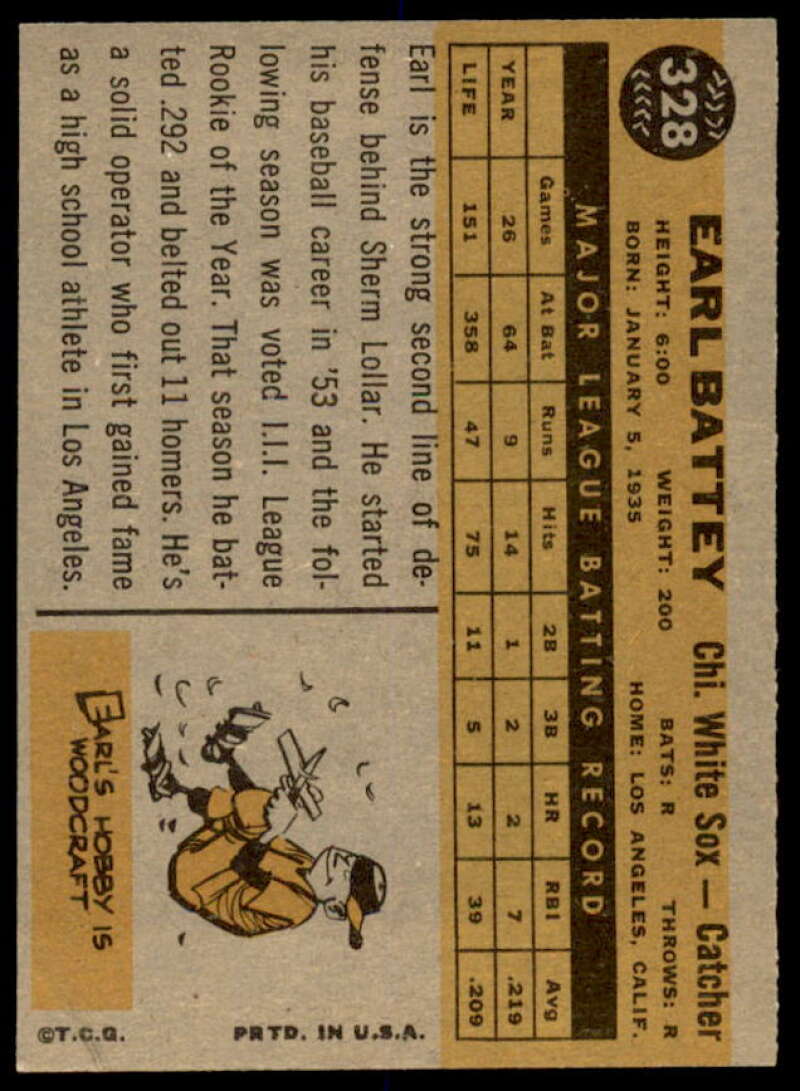 328
EARL BATTEY Chi. White Sox — Catcher
HEIGHT: 6:00 WEIGHT: 200 BATS: R THROWS: R
BORN: JANUARY 5, 1935 HOME: LOS ANGELES, CALIF.
MAJOR LEAGUE BATTING RECORD
Games At Bat Runs Hits 2B 3B HR RBI Avg
YEAR 26 64 9 14 1 2 2 7 .219
LIFE 151 358 47 75 11 5 13 39 .209
Earl is the strong second line of de-
fense behind Sherm Lollar. He started
his baseball career in '53 and the fol-
lowing season was voted I.I.I. League
Rookie of the Year. That season he bat-
ted .292 and belted out 11 homers. He's
a solid operator who first gained fame
as a high school athlete in Los Angeles.
EARL'S HOBBY IS
WOODCRAFT
©T.C.G. PRTD. IN U.S.A.